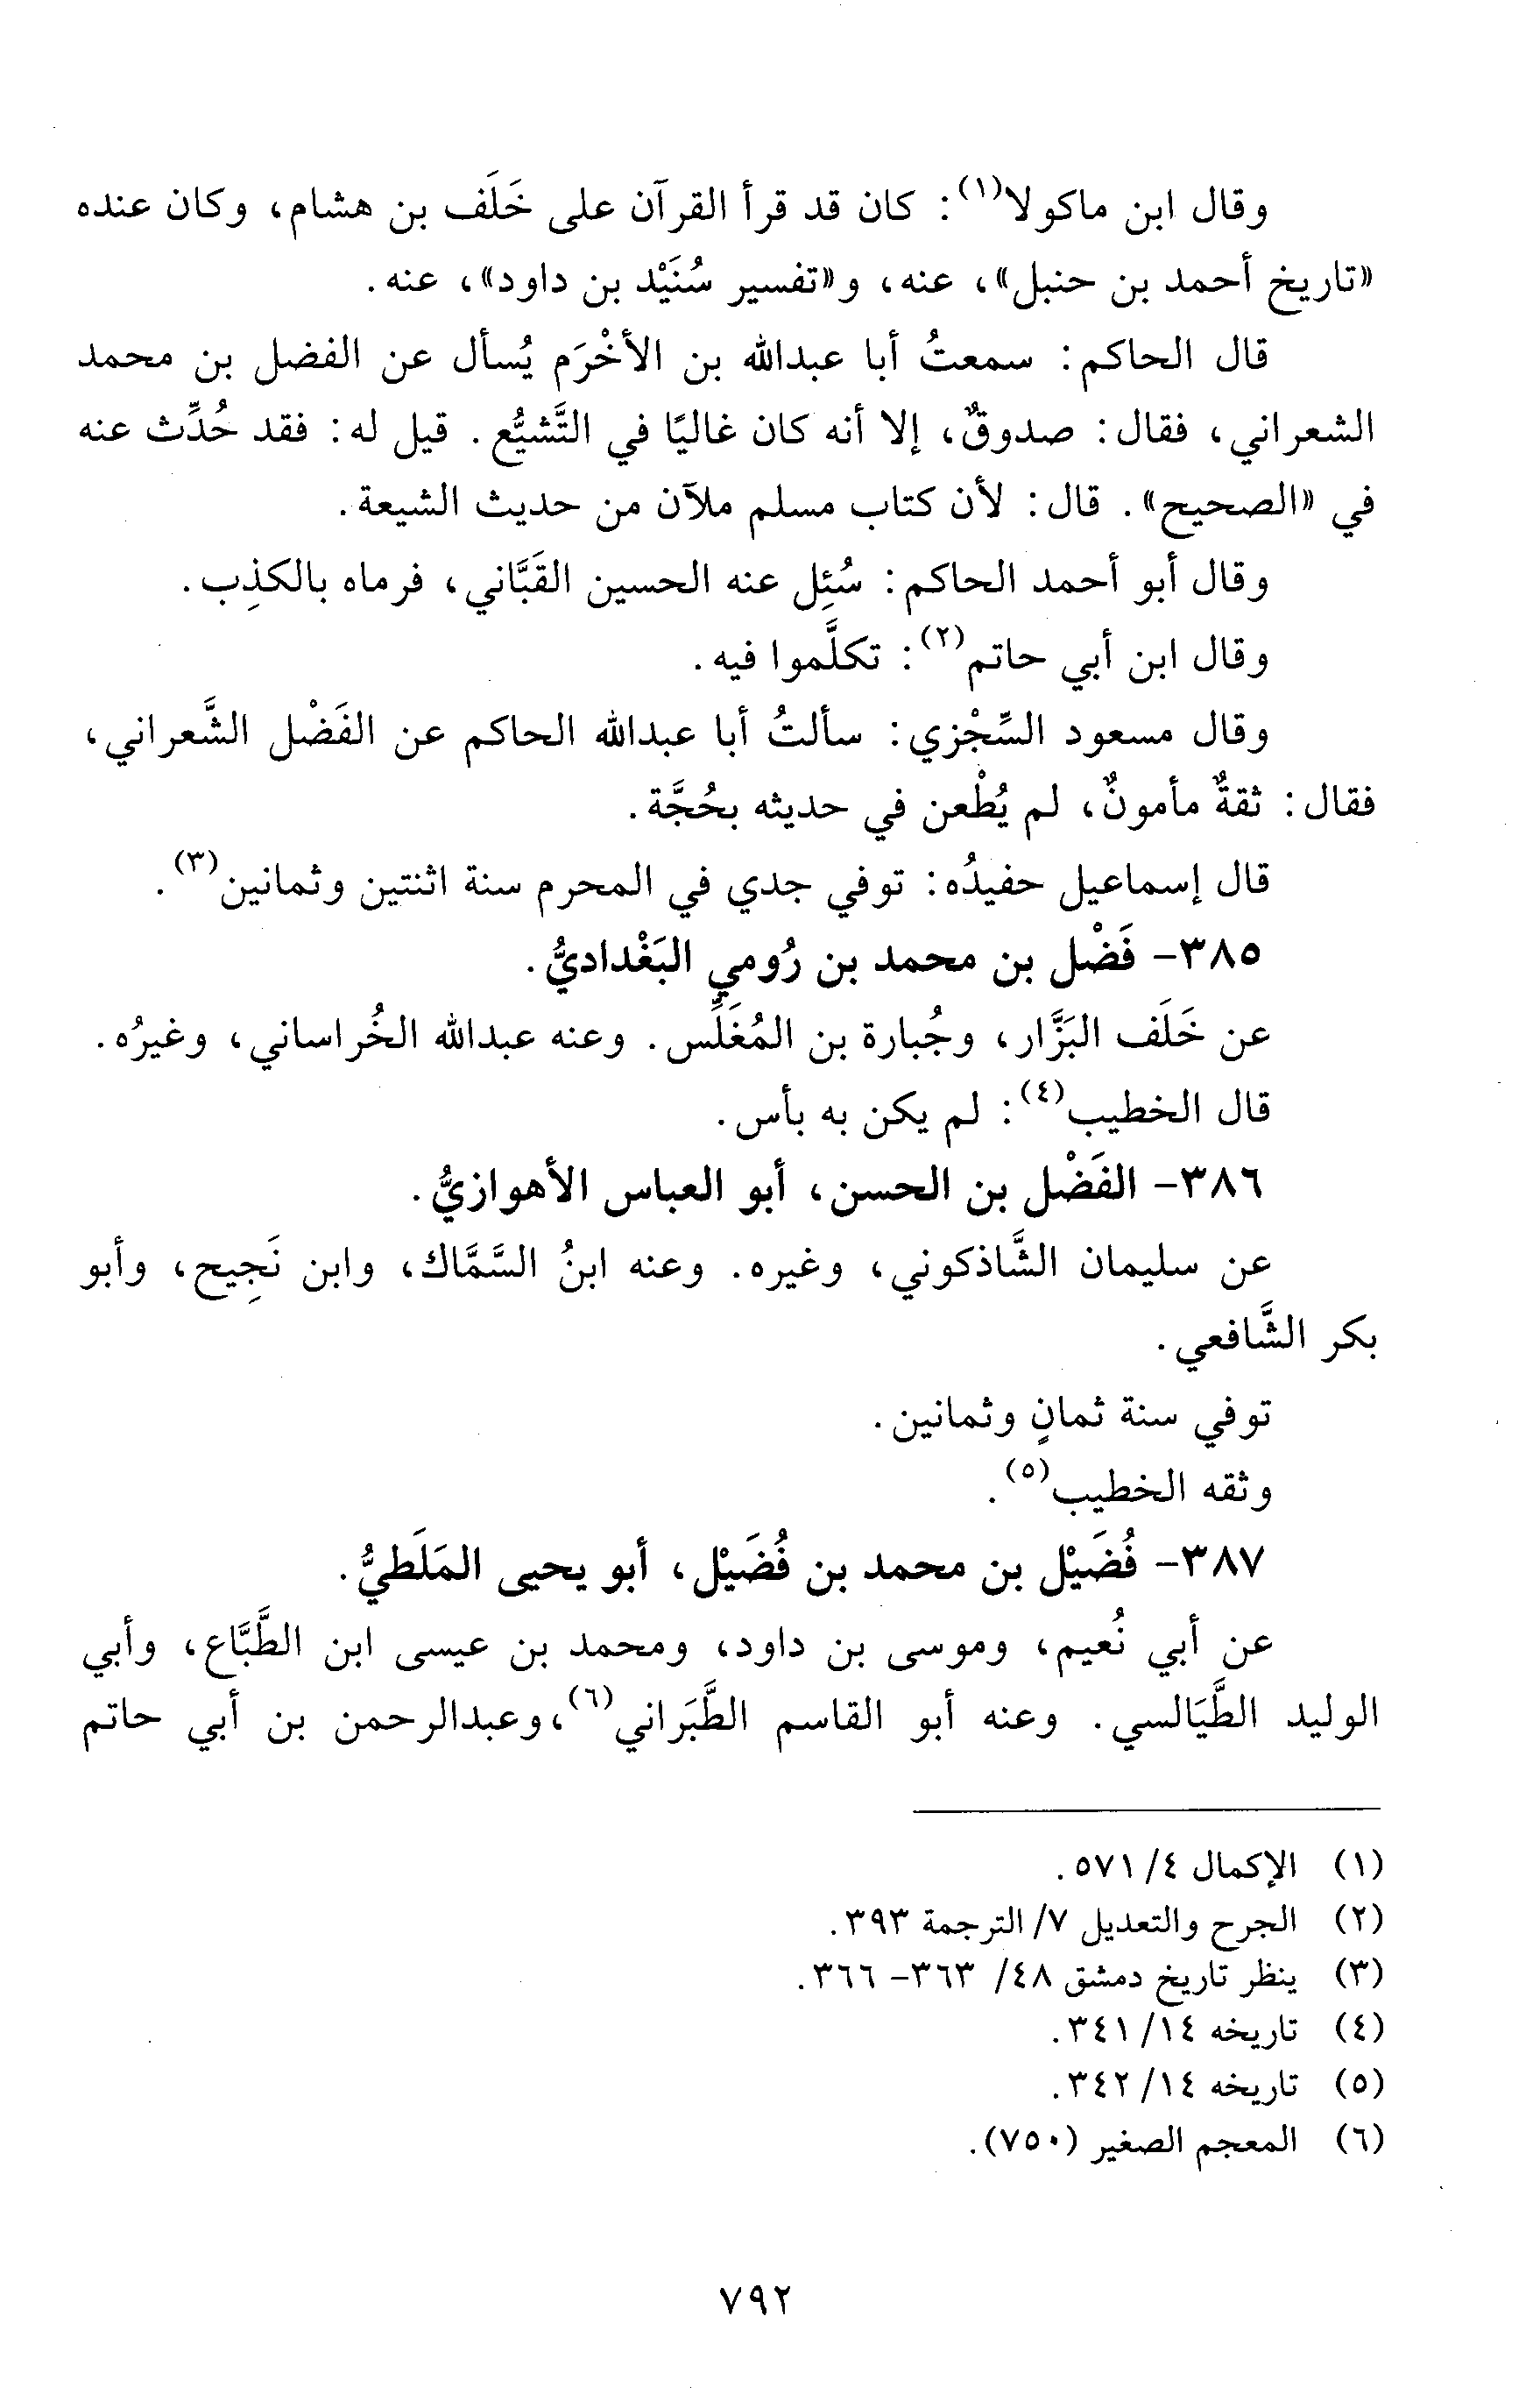 وقال ابن ماكولا(١): كان قد قرأ القرآن على خَلَف بن هشام، وكان عنده
«تاريخ أحمد بن حنبل»، عنه، و«تفسير سُنَيْد بن داود»، عنه.
قال الحاكم: سمعتُ أبا عبدالله بن الأخْرَم يُسأل عن الفضل بن محمد
الشعراني، فقال: صدوقٌ، إلا أنه كان غاليًا في التَّشيُّع. قيل له: فقد حُدِّث عنه
في «الصحيح». قال: لأن كتاب مسلم ملآن من حديث الشيعة.
وقال أبو أحمد الحاكم: سُئِل عنه الحسين القَبَّاني، فرماه بالكذِب.
وقال ابن أبي حاتم(٢): تكلَّموا فيه.
وقال مسعود السِّجْزي: سألتُ أبا عبدالله الحاكم عن الفَضْل الشَّعراني،
فقال: ثقةٌ مأمونٌ، لم يُطْعن في حديثه بحُجَّة.
قال إسماعيل حفيدُه: توفي جدي في المحرم سنة اثنتين وثمانين(٣).
٣٨٥- فَضْل بن محمد بن رُومي البَغْداديُّ.
عن خَلَف البَزَّار، وجُبارة بن المُغَلِّس. وعنه عبدالله الخُراساني، وغيرُه.
قال الخطيب(٤): لم يكن به بأس.
٣٨٦- الفَضْل بن الحسن، أبو العباس الأهوازيُّ.
عن سليمان الشَّاذكوني، وغيره. وعنه ابنُ السَّمَّاك، وابن نَجِيح، وأبو
بكر الشَّافعي.
توفي سنة ثمانٍ وثمانين.
وثقه الخطيب(٥).
٣٨٧- فُضَيْل بن محمد بن فُضَيْل، أبو يحيى المَلَطيُّ.
عن أبي نُعيم، وموسى بن داود، ومحمد بن عيسى ابن الطَّبَّاع، وأبي
الوليد الطَّيَالسي. وعنه أبو القاسم الطَّبَراني(٦)، وعبدالرحمن بن أبي حاتم
(١) الإكمال ٤/ ٥٧١.
(٢) الجرح والتعديل ٧/ الترجمة ٣٩٣.
(٣) ينظر تاريخ دمشق ٤٨/ ٣٦٣- ٣٦٦.
(٤) تاريخه ١٤/ ٣٤١.
(٥) تاريخه ١٤/ ٣٤٢.
(٦) المعجم الصغير (٧٥٠).
٧٩٢